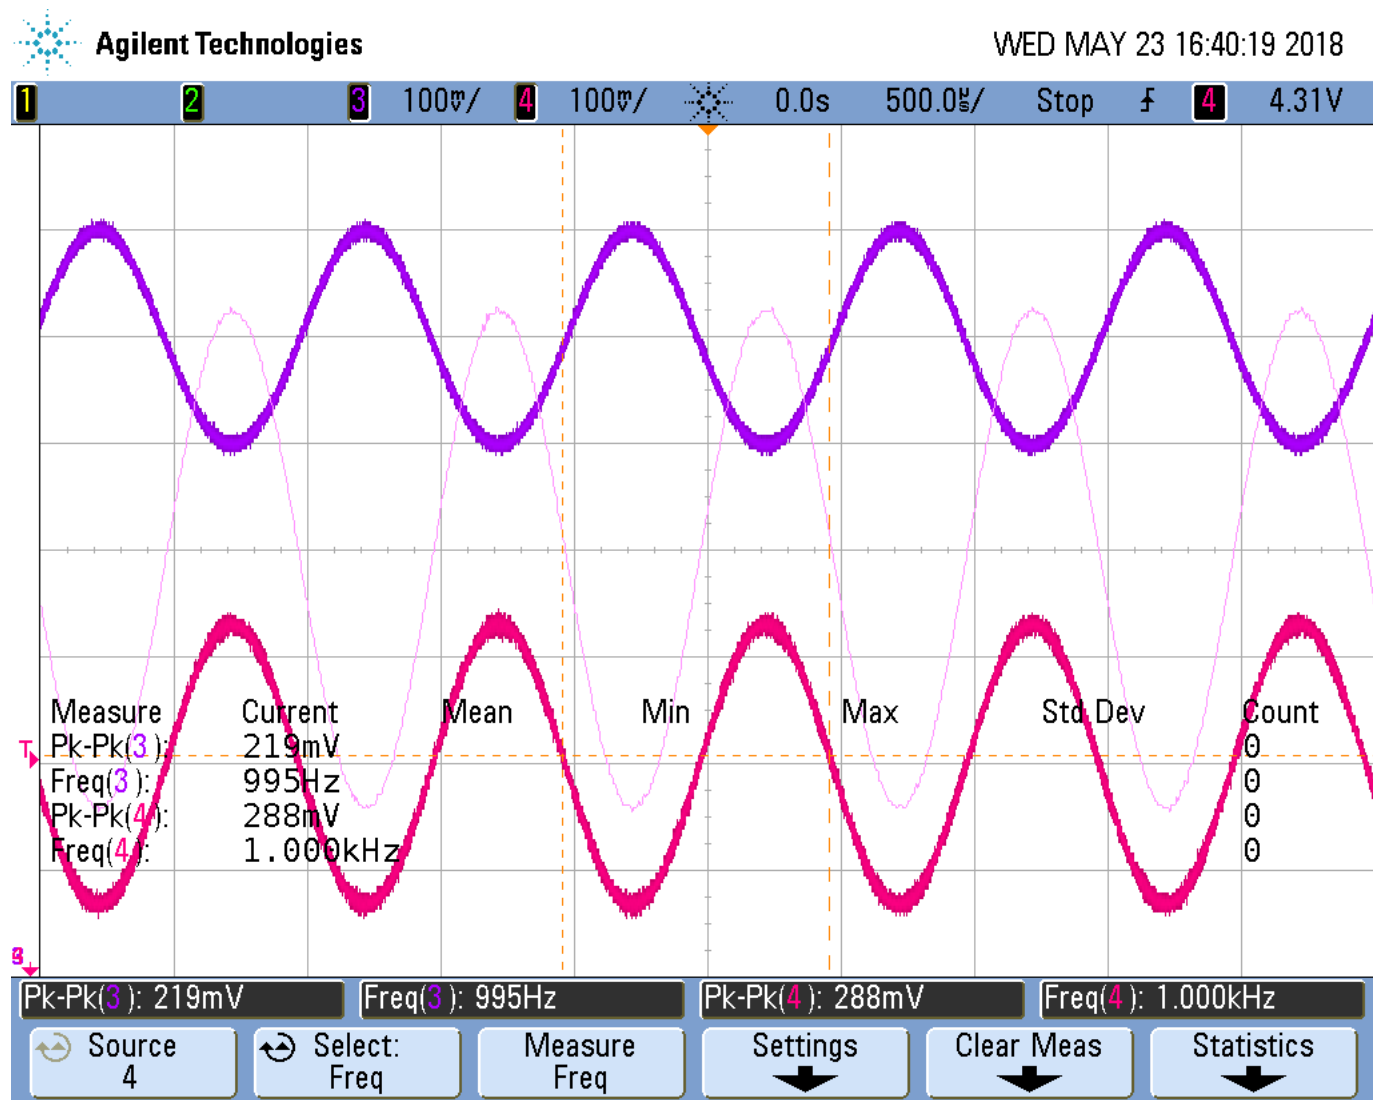 Agilent Technologies
WED MAY 23 16:40:19 2018
1 2 3 100mV/ 4 100mV/ 0.0s 500.0µs/ Stop 4 4.31V
Measure Current Mean Min Max Std Dev Count
Pk-Pk(3): 219mV 0
Freq(3): 995Hz 0
T
Pk-Pk(4): 288mV 0
Freq(4): 1.000kHz 0
Pk-Pk(3): 219mV Freq(3): 995Hz Pk-Pk(4): 288mV Freq(4): 1.000kHz
Source Select: Measure Settings Clear Meas Statistics
4 Freq Freq